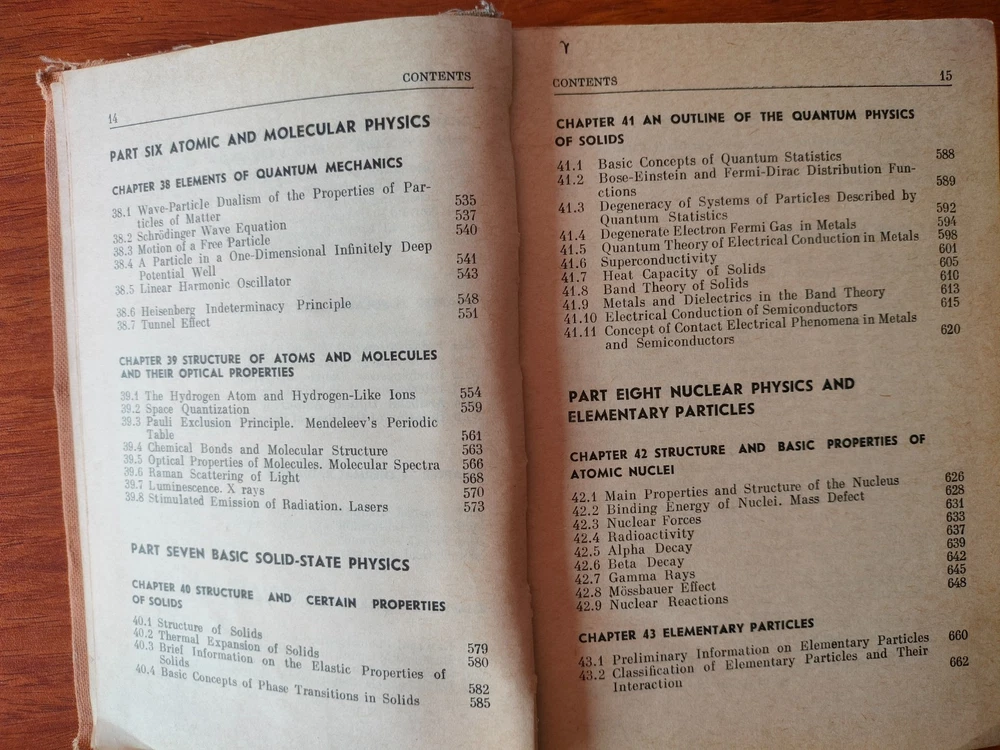 14
CONTENTS
PART SIX ATOMIC AND MOLECULAR PHYSICS
CHAPTER 38 ELEMENTS OF QUANTUM MECHANICS
38.1 Wave-Particle Dualism of the Properties of Par-
ticles of Matter 535
38.2 Schrödinger Wave Equation 537
38.3 Motion of a Free Particle 540
38.4 A Particle in a One-Dimensional Infinitely Deep
Potential Well 541
38.5 Linear Harmonic Oscillator 543
38.6 Heisenberg Indeterminacy Principle 548
38.7 Tunnel Effect 551
CHAPTER 39 STRUCTURE OF ATOMS AND MOLECULES
AND THEIR OPTICAL PROPERTIES
39.1 The Hydrogen Atom and Hydrogen-Like Ions 554
39.2 Space Quantization 559
39.3 Pauli Exclusion Principle. Mendeleev's Periodic
Table 561
39.4 Chemical Bonds and Molecular Structure 563
39.5 Optical Properties of Molecules. Molecular Spectra 566
39.6 Raman Scattering of Light 568
39.7 Luminescence. X rays 570
39.8 Stimulated Emission of Radiation. Lasers 573
PART SEVEN BASIC SOLID-STATE PHYSICS
CHAPTER 40 STRUCTURE AND CERTAIN PROPERTIES
OF SOLIDS
40.1 Structure of Solids 579
40.2 Thermal Expansion of Solids 580
40.3 Brief Information on the Elastic Properties of
Solids 582
40.4 Basic Concepts of Phase Transitions in Solids 585
CONTENTS
15
CHAPTER 41 AN OUTLINE OF THE QUANTUM PHYSICS
OF SOLIDS
41.1 Basic Concepts of Quantum Statistics 588
41.2 Bose-Einstein and Fermi-Dirac Distribution Fun-
ctions 589
41.3 Degeneracy of Systems of Particles Described by
Quantum Statistics 592
41.4 Degenerate Electron Fermi Gas in Metals 594
41.5 Quantum Theory of Electrical Conduction in Metals 598
41.6 Superconductivity 601
41.7 Heat Capacity of Solids 605
41.8 Band Theory of Solids 610
41.9 Metals and Dielectrics in the Band Theory 613
41.10 Electrical Conduction of Semiconductors 615
41.11 Concept of Contact Electrical Phenomena in Metals
and Semiconductors 620
PART EIGHT NUCLEAR PHYSICS AND
ELEMENTARY PARTICLES
CHAPTER 42 STRUCTURE AND BASIC PROPERTIES OF
ATOMIC NUCLEI
42.1 Main Properties and Structure of the Nucleus 626
42.2 Binding Energy of Nuclei. Mass Defect 628
42.3 Nuclear Forces 631
42.4 Radioactivity 633
42.5 Alpha Decay 637
42.6 Beta Decay 639
42.7 Gamma Rays 642
42.8 Mössbauer Effect 645
42.9 Nuclear Reactions 648
CHAPTER 43 ELEMENTARY PARTICLES
43.1 Preliminary Information on Elementary Particles 660
43.2 Classification of Elementary Particles and Their
Interaction 662